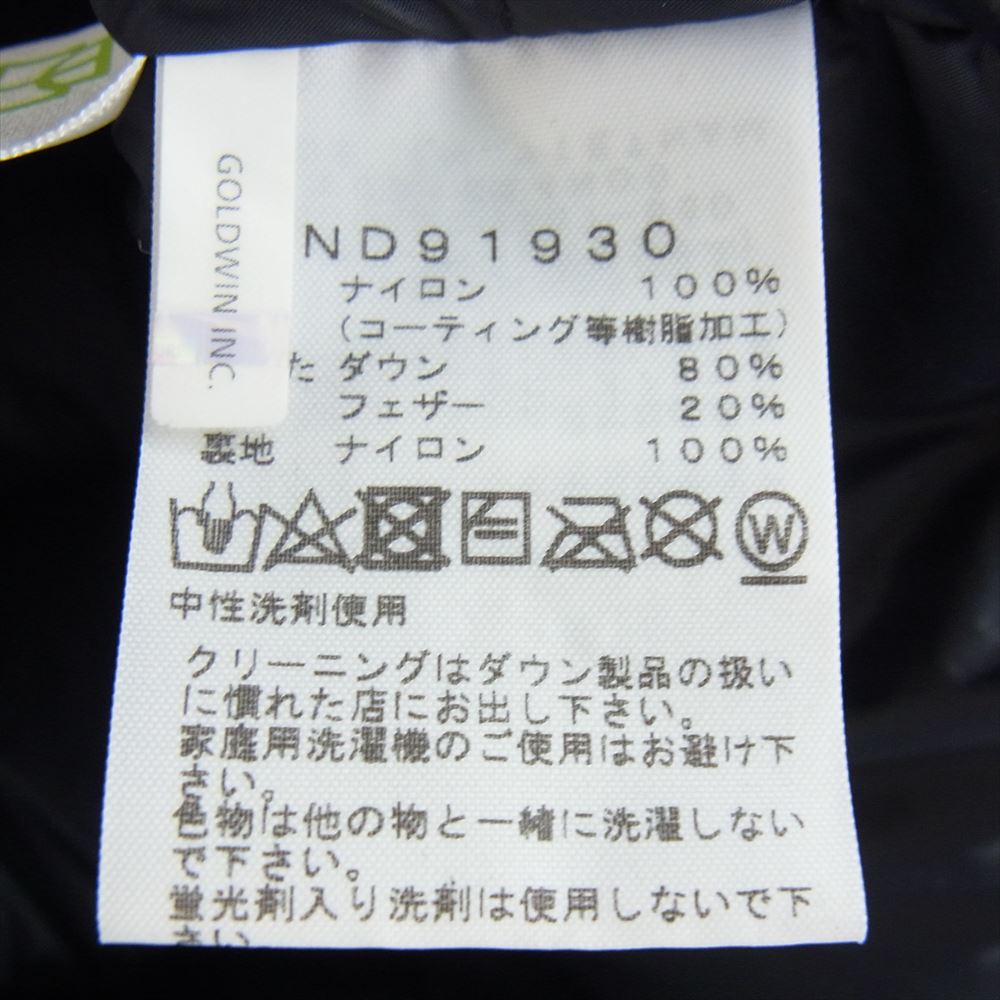 GOLDWIN INC.
ND91930
ナイロン 100%
(コーティング等樹脂加工)
た ダウン 80%
フェザー 20%
裏地 ナイロン 100%
W
中性洗剤使用
クリーニングはダウン製品の扱い
に慣れた店にお出し下さい。
家庭用洗濯機のご使用はお避け下
さい。
色物は他の物と一緒に洗濯しない
で下さい。
蛍光剤入り洗剤は使用しないで下
さい